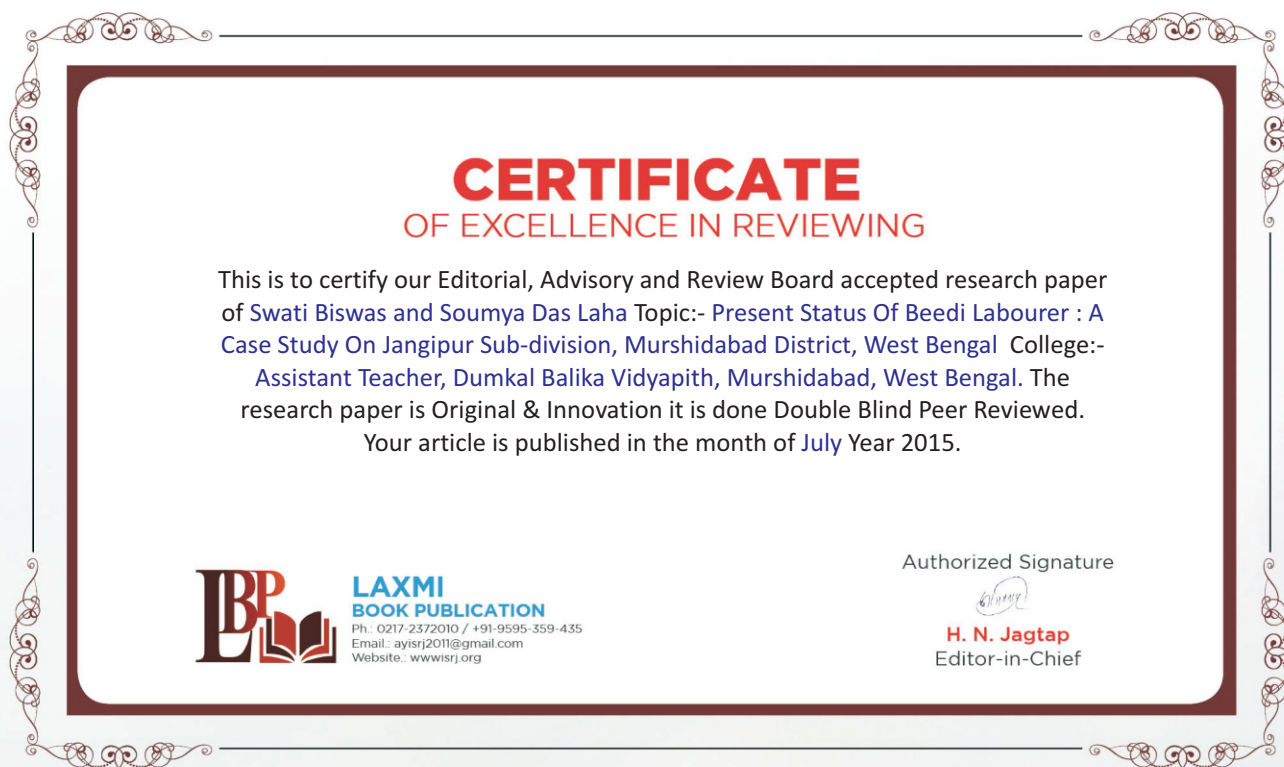 CERTIFICATE
OF EXCELLENCE IN REVIEWING
This is to certify our Editorial, Advisory and Review Board accepted research paper
of Swati Biswas and Soumya Das Laha Topic:- Present Status Of Beedi Labourer : A
Case Study On Jangipur Sub-division, Murshidabad District, West Bengal College:-
Assistant Teacher, Dumkal Balika Vidyapith, Murshidabad, West Bengal. The
research paper is Original & Innovation it is done Double Blind Peer Reviewed.
Your article is published in the month of July Year 2015.
LBP
LAXMI
BOOK PUBLICATION
Ph.: 0217-2372010 / +91-9595-359-435
Email.: ayisrj2011@gmail.com
Website.: wwwisrj.org
Authorized Signature
H. N. Jagtap
Editor-in-Chief